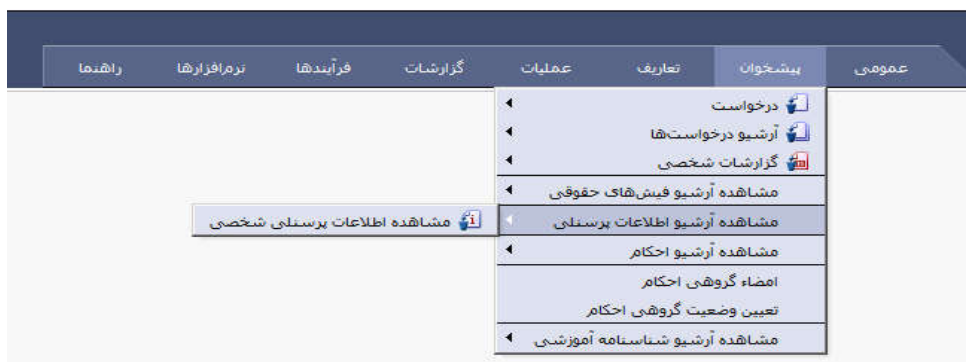 عمومی پیشخوان تعاریف عملیات گزارشات فرآیندها نرم‌افزارها راهنما
درخواست
آرشیو درخواست‌ها
گزارشات شخصی
مشاهده آرشیو فیش‌های حقوقی
مشاهده آرشیو اطلاعات پرسنلی
مشاهده اطلاعات پرسنلی شخصی
مشاهده آرشیو احکام
امضاء گروهی احکام
تعیین وضعیت گروهی احکام
مشاهده آرشیو شناسنامه آموزشی